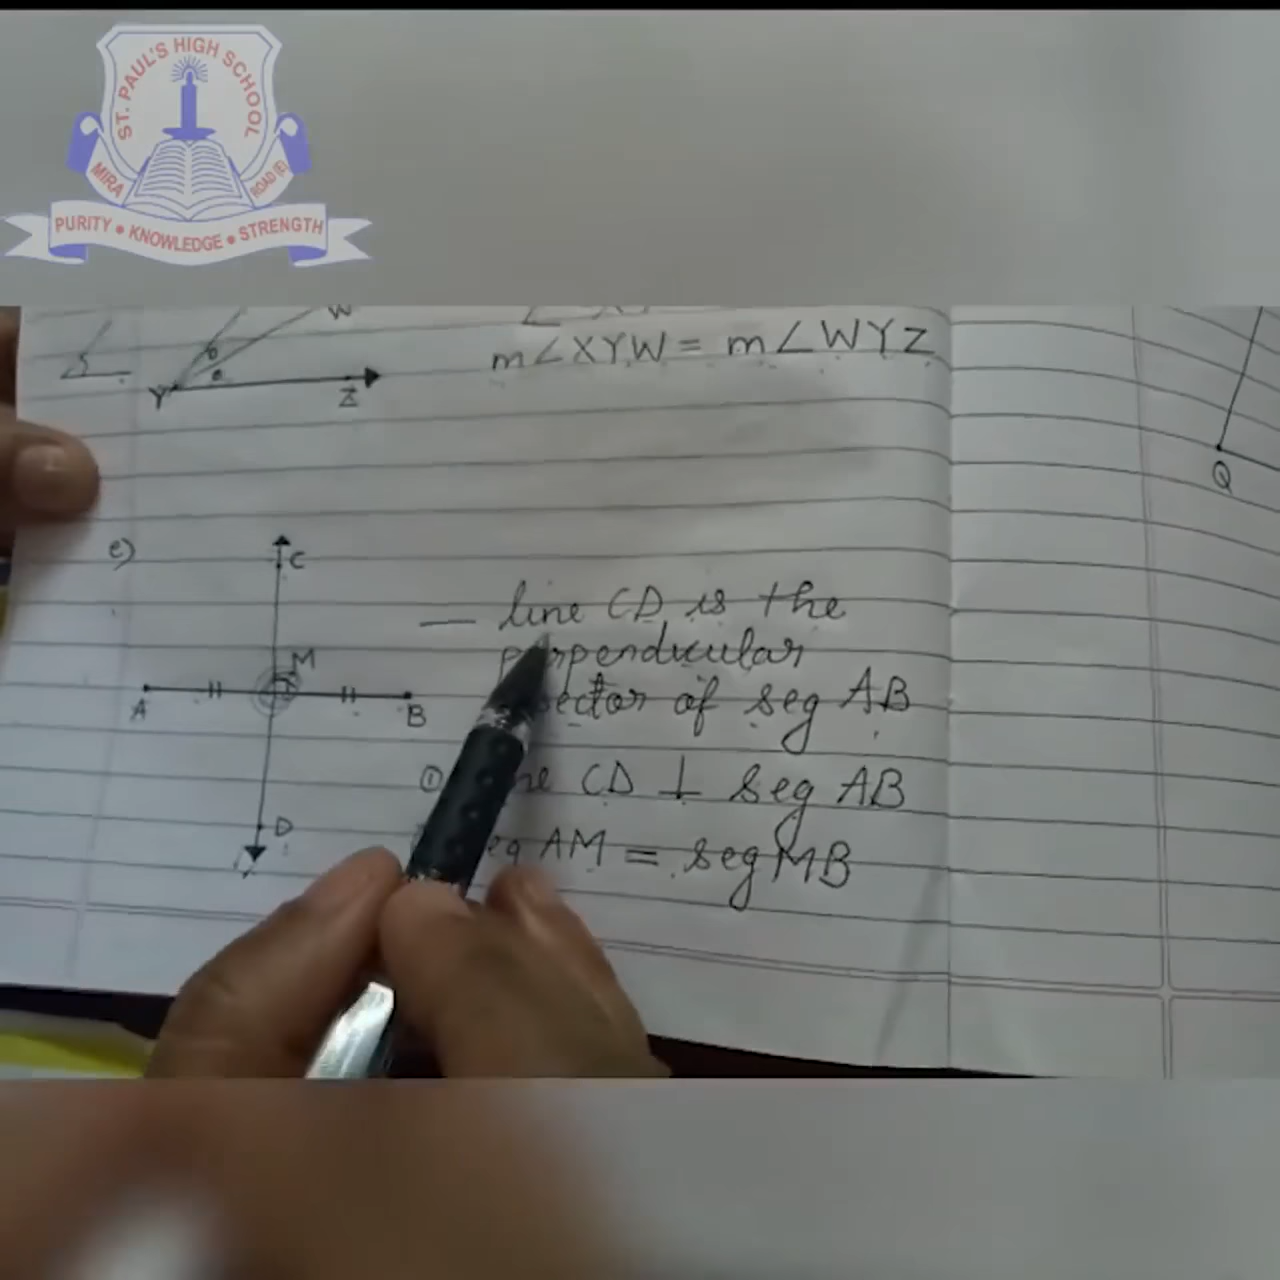 ST. PAUL'S HIGH SCHOOL
MIRA ROAD (E)
PURITY • KNOWLEDGE • STRENGTH
W
m∠XYW = m∠WYZ
Y
Z
Q
e)
C
line CD is the
perpendicular
of seg AB
M
A
B
① CD ⊥ seg AB
D
AM = seg MB